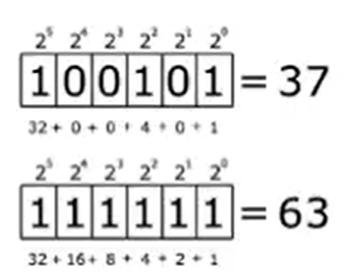 2⁵ 2⁴ 2³ 2² 2¹ 2⁰
1 0 0 1 0 1 = 37
32 + 0 + 0 + 4 + 0 + 1
2⁵ 2⁴ 2³ 2² 2¹ 2⁰
1 1 1 1 1 1 = 63
32 + 16 + 8 + 4 + 2 + 1